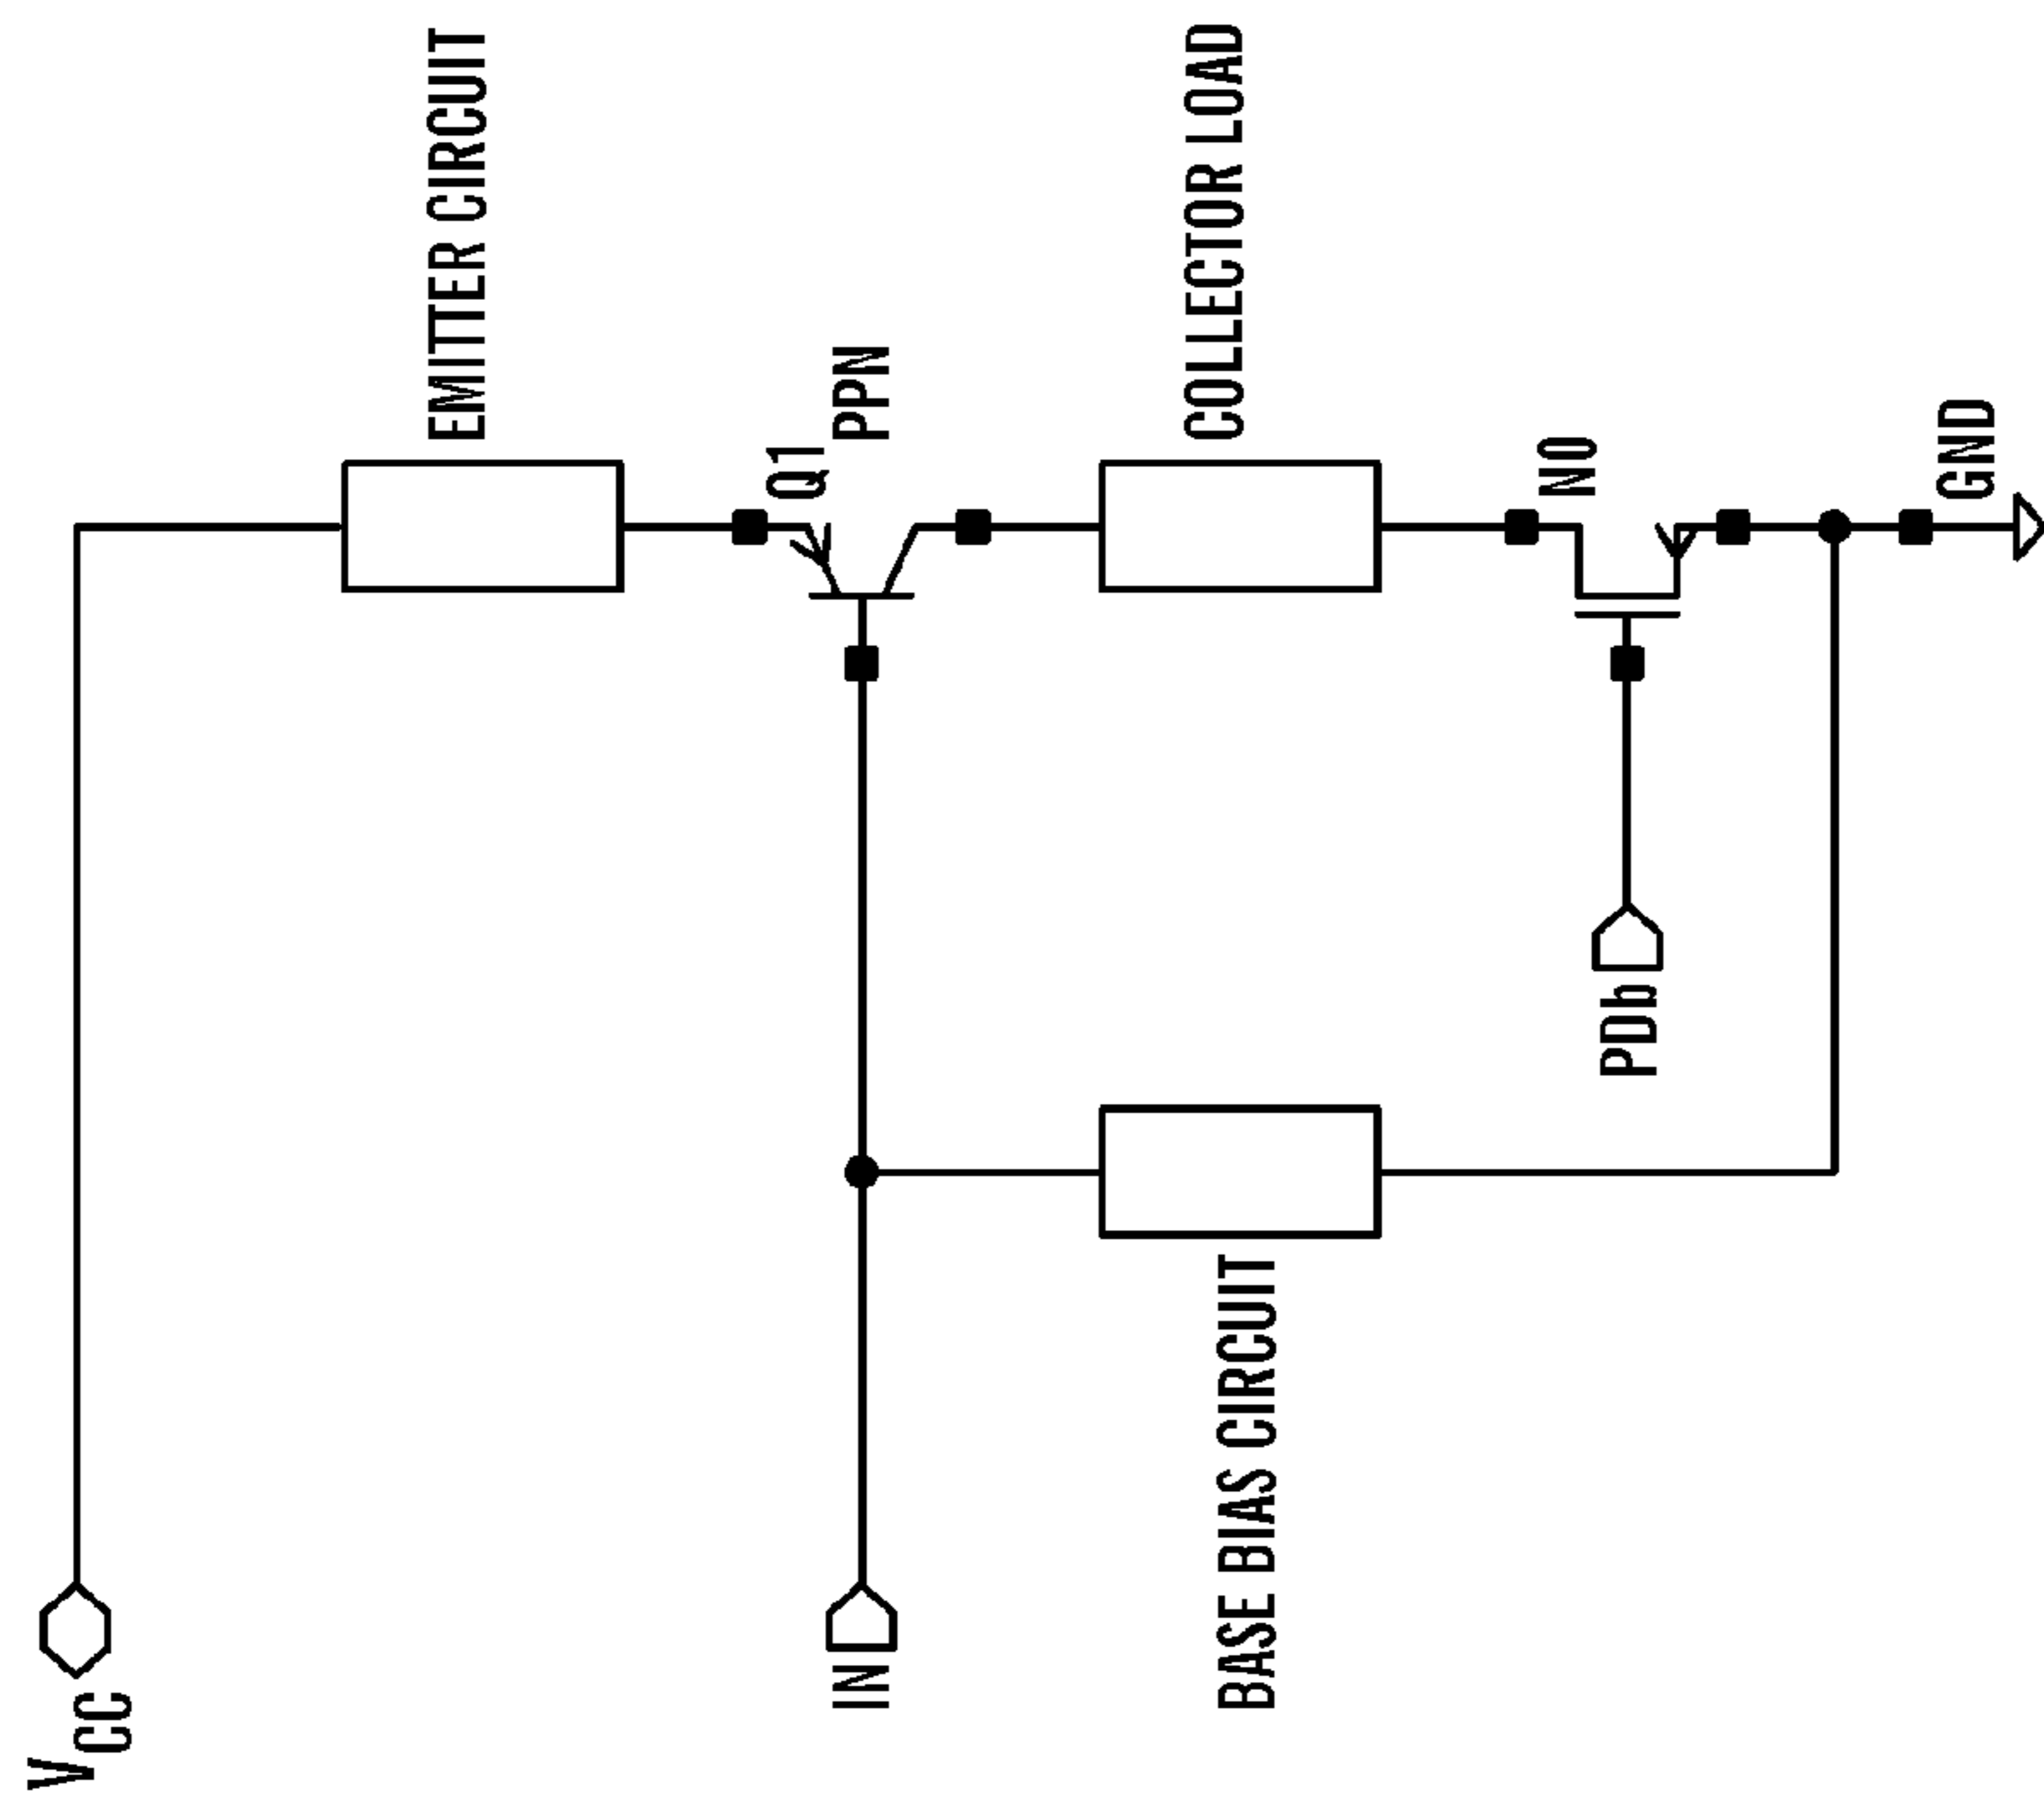 VCC
EMITTER CIRCUIT
Q1
PPN
IN
COLLECTOR LOAD
BASE BIAS CIRCUIT
N0
PDb
GND